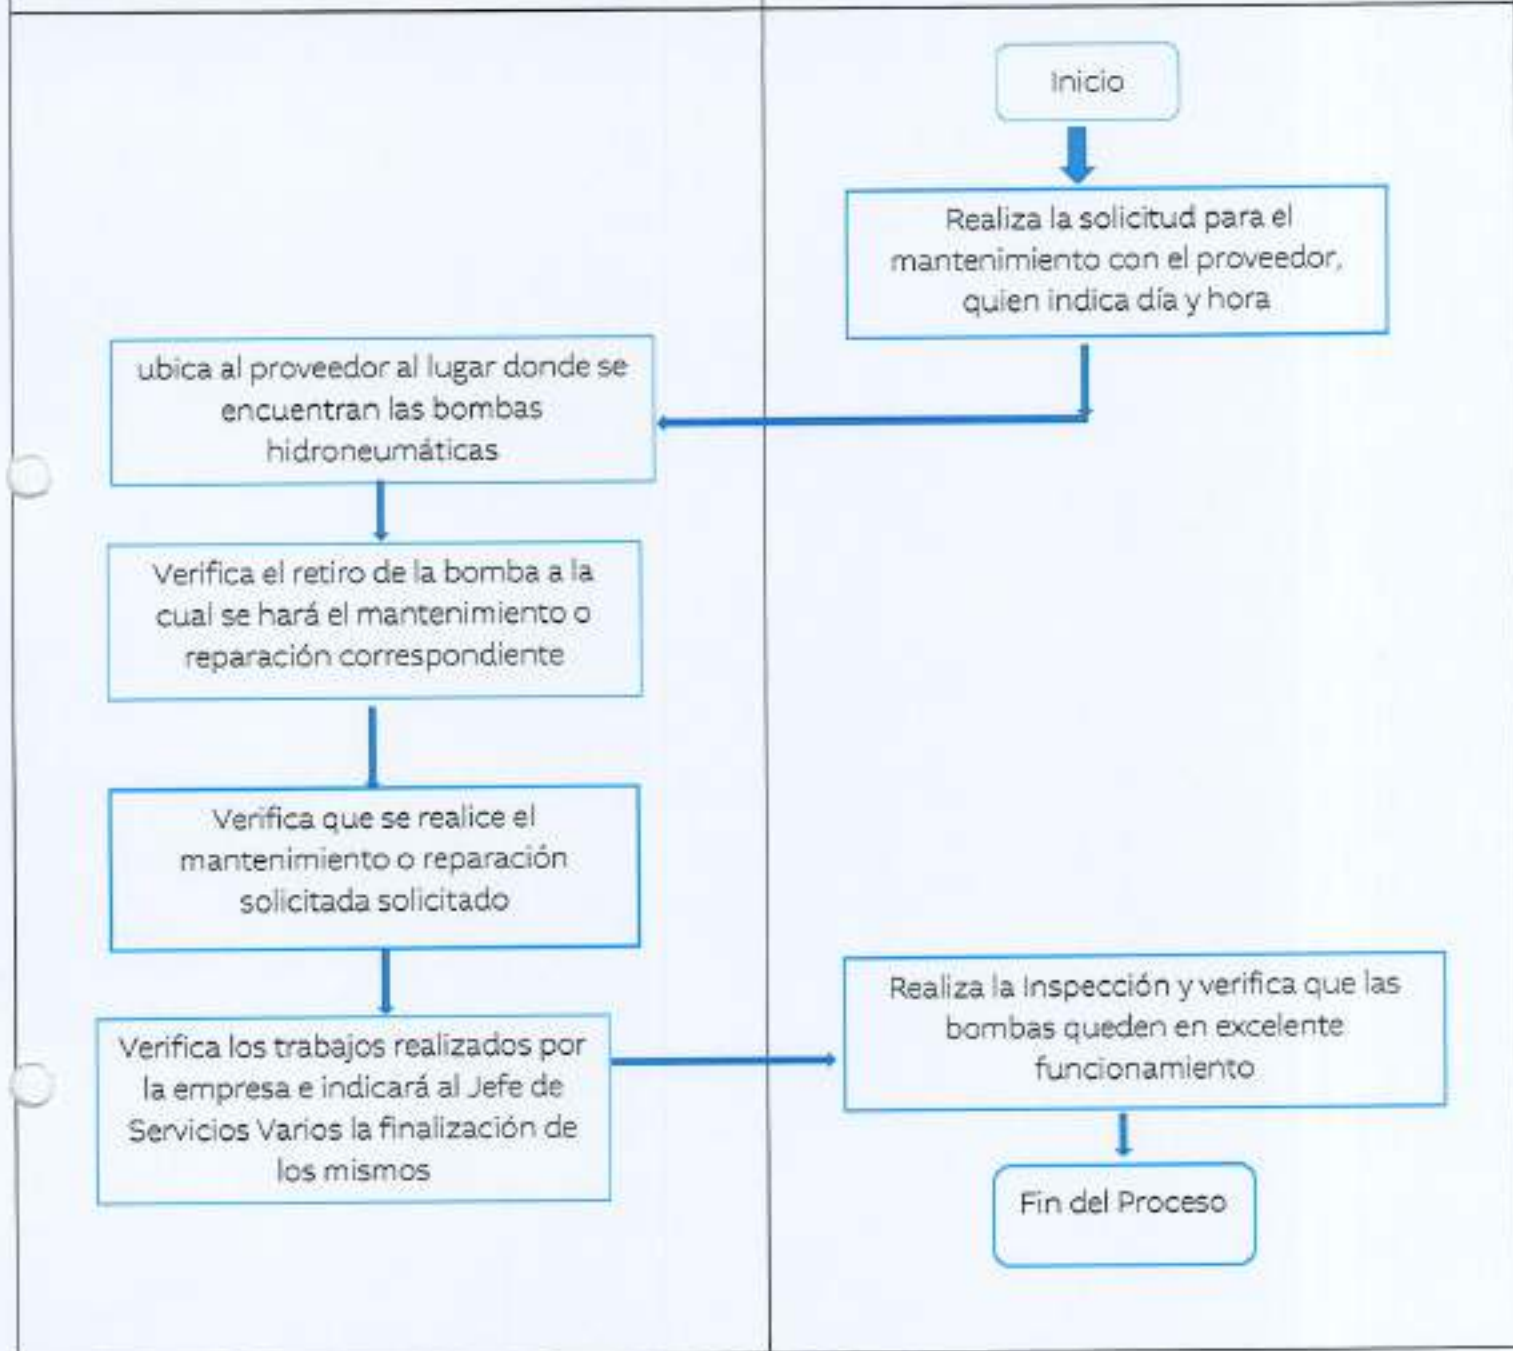 Inicio
Realiza la solicitud para el
mantenimiento con el proveedor,
quien indica día y hora
ubica al proveedor al lugar donde se
encuentran las bombas
hidroneumáticas
Verifica el retiro de la bomba a la
cual se hará el mantenimiento o
reparación correspondiente
Verifica que se realice el
mantenimiento o reparación
solicitada solicitado
Verifica los trabajos realizados por
la empresa e indicará al Jefe de
Servicios Varios la finalización de
los mismos
Realiza la Inspección y verifica que las
bombas queden en excelente
funcionamiento
Fin del Proceso